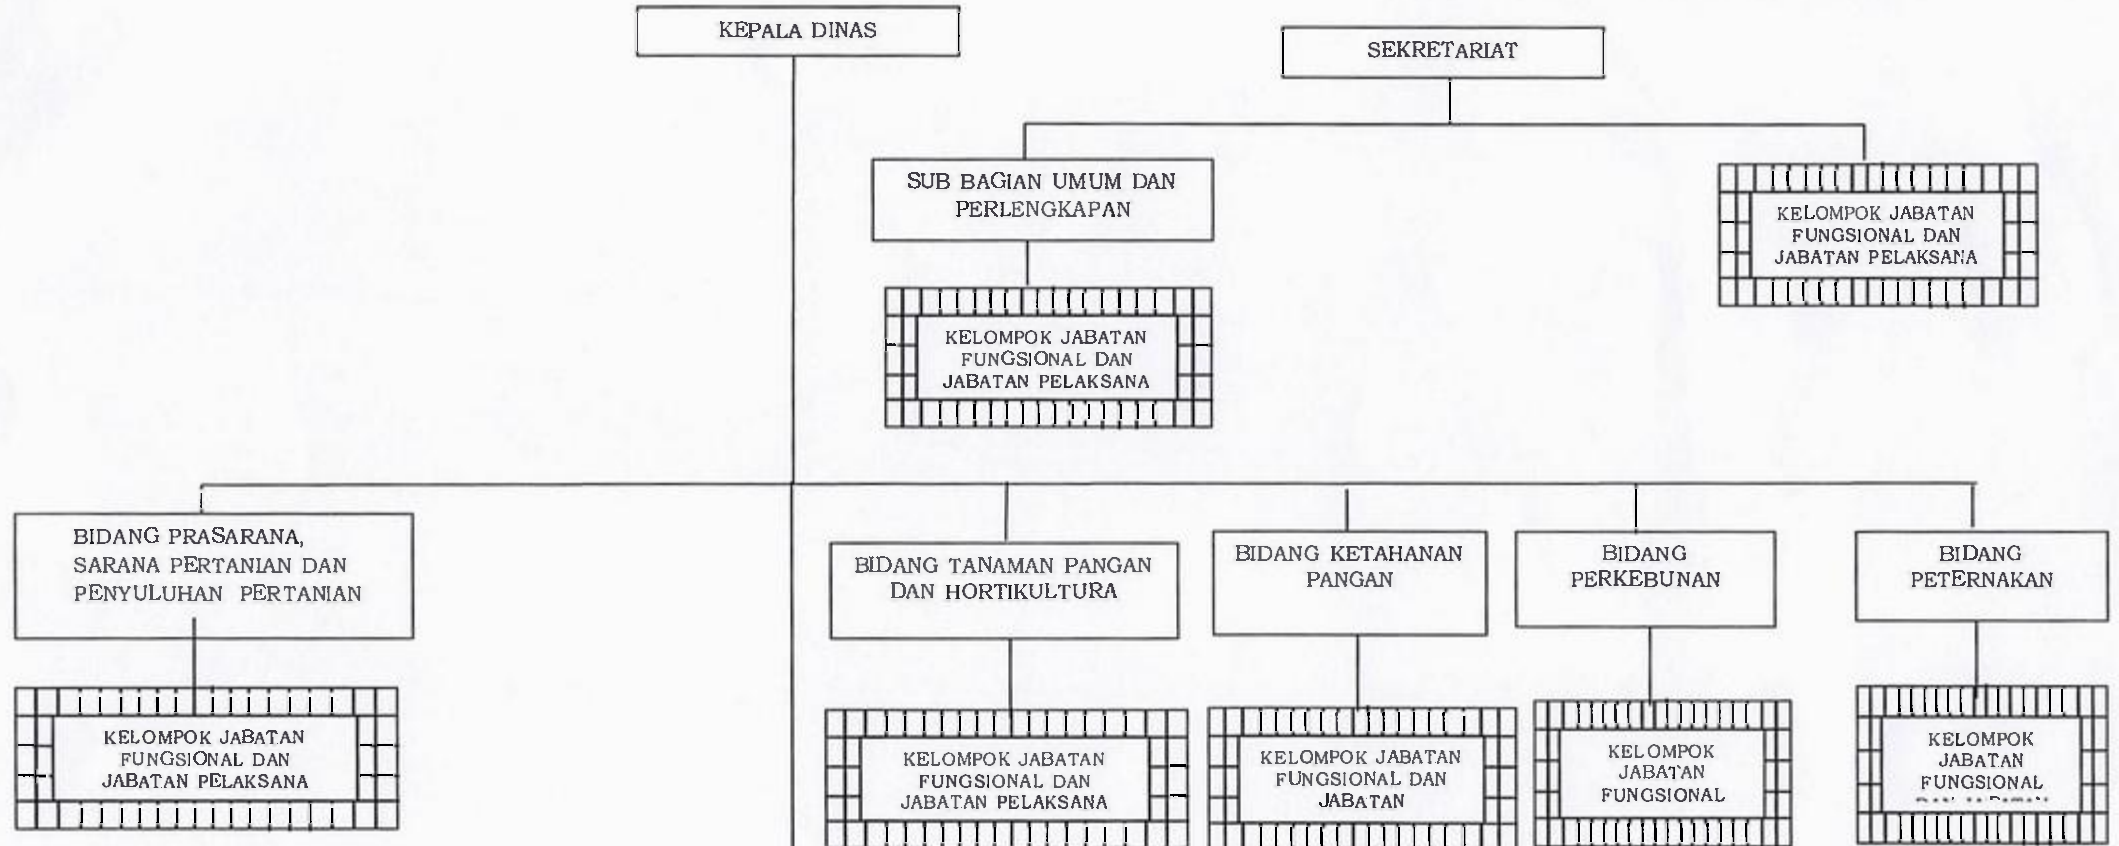 KEPALA DINAS
SEKRETARIAT
SUB BAGIAN UMUM DAN
PERLENGKAPAN
KELOMPOK JABATAN
FUNGSIONAL DAN
JABATAN PELAKSANA
KELOMPOK JABATAN
FUNGSIONAL DAN
JABATAN PELAKSANA
BIDANG PRASARANA,
SARANA PERTANIAN DAN
PENYULUHAN PERTANIAN
BIDANG TANAMAN PANGAN
DAN HORTIKULTURA
BIDANG KETAHANAN
PANGAN
BIDANG
PERKEBUNAN
BIDANG
PETERNAKAN
KELOMPOK JABATAN
FUNGSIONAL DAN
JABATAN PELAKSANA
KELOMPOK JABATAN
FUNGSIONAL DAN
JABATAN PELAKSANA
KELOMPOK JABATAN
FUNGSIONAL DAN
JABATAN
KELOMPOK
JABATAN
FUNGSIONAL
KELOMPOK
JABATAN
FUNGSIONAL